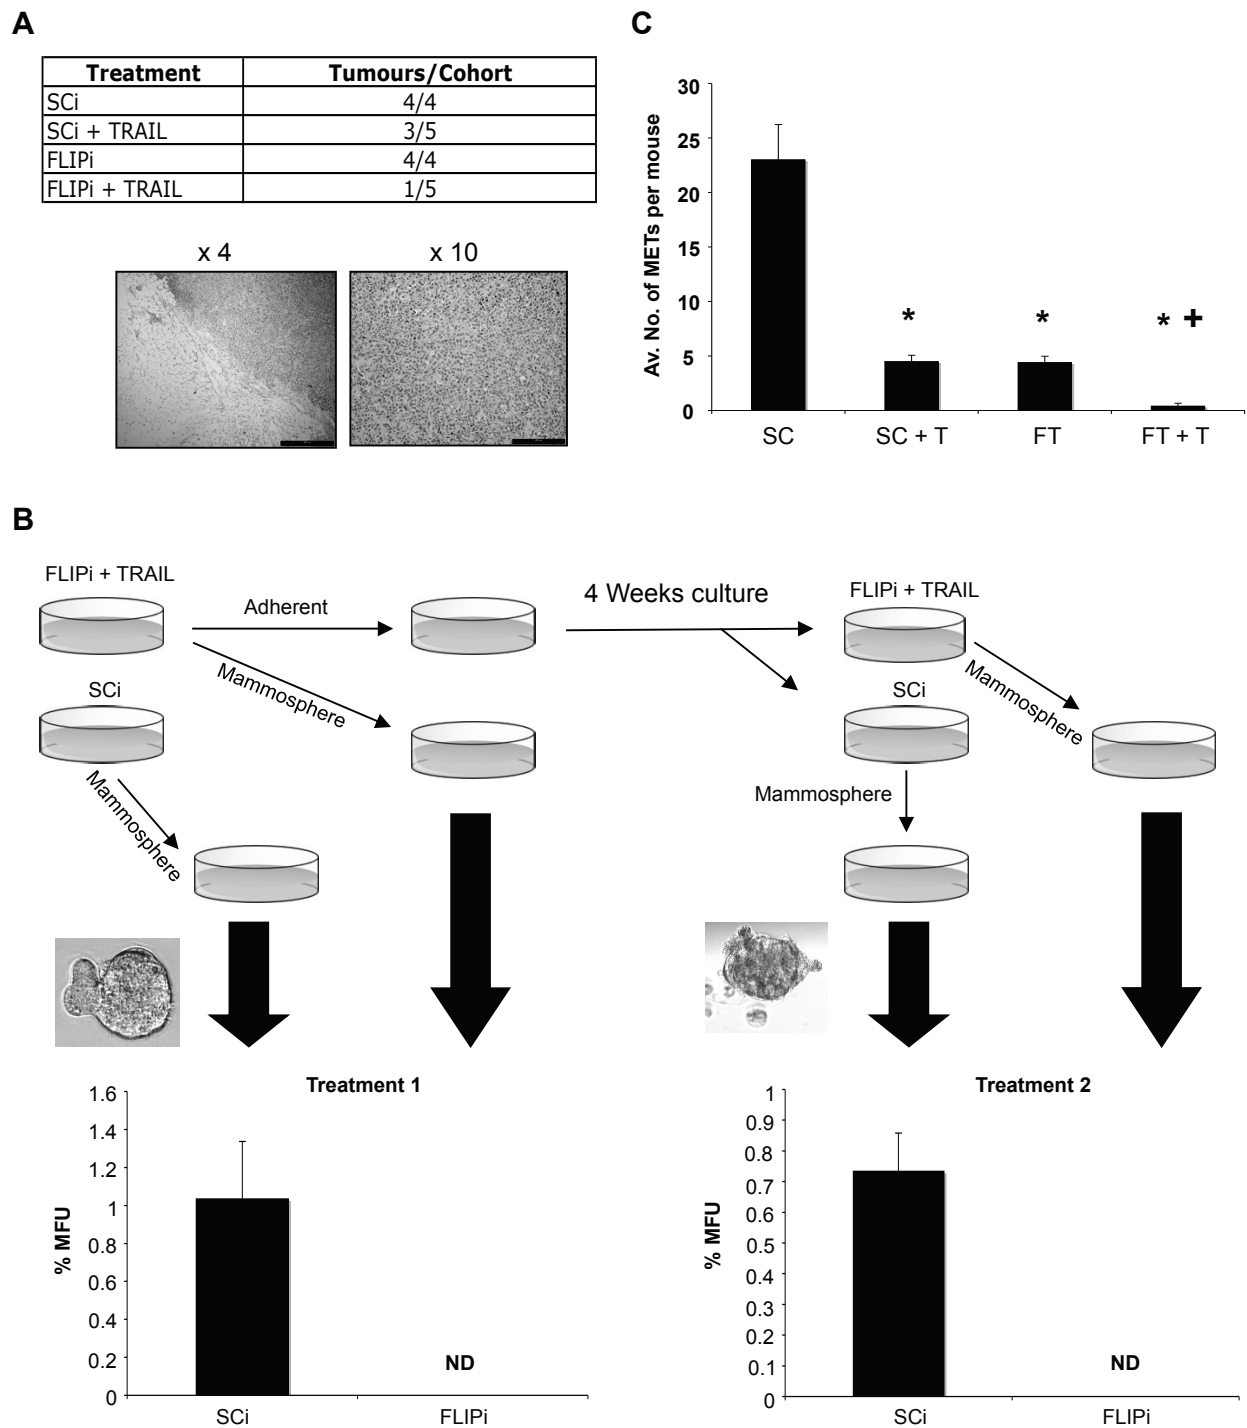 A
Treatment Tumours/Cohort
SCi 4/4
SCi + TRAIL 3/5
FLIPi 4/4
FLIPi + TRAIL 1/5
x 4 x 10
C
Av. No. of METs per mouse
30
25
20
15
10
5
0
*
*
* +
SC SC + T FT FT + T
B
FLIPi + TRAIL
Adherent
Mammosphere
SCi
Mammosphere
4 Weeks culture
FLIPi + TRAIL
Mammosphere
SCi
Mammosphere
Treatment 1
% MFU
1.6
1.4
1.2
1
0.8
0.6
0.4
0.2
0
ND
SCi FLIPi
Treatment 2
% MFU
1
0.9
0.8
0.7
0.6
0.5
0.4
0.3
0.2
0.1
0
ND
SCi FLIPi